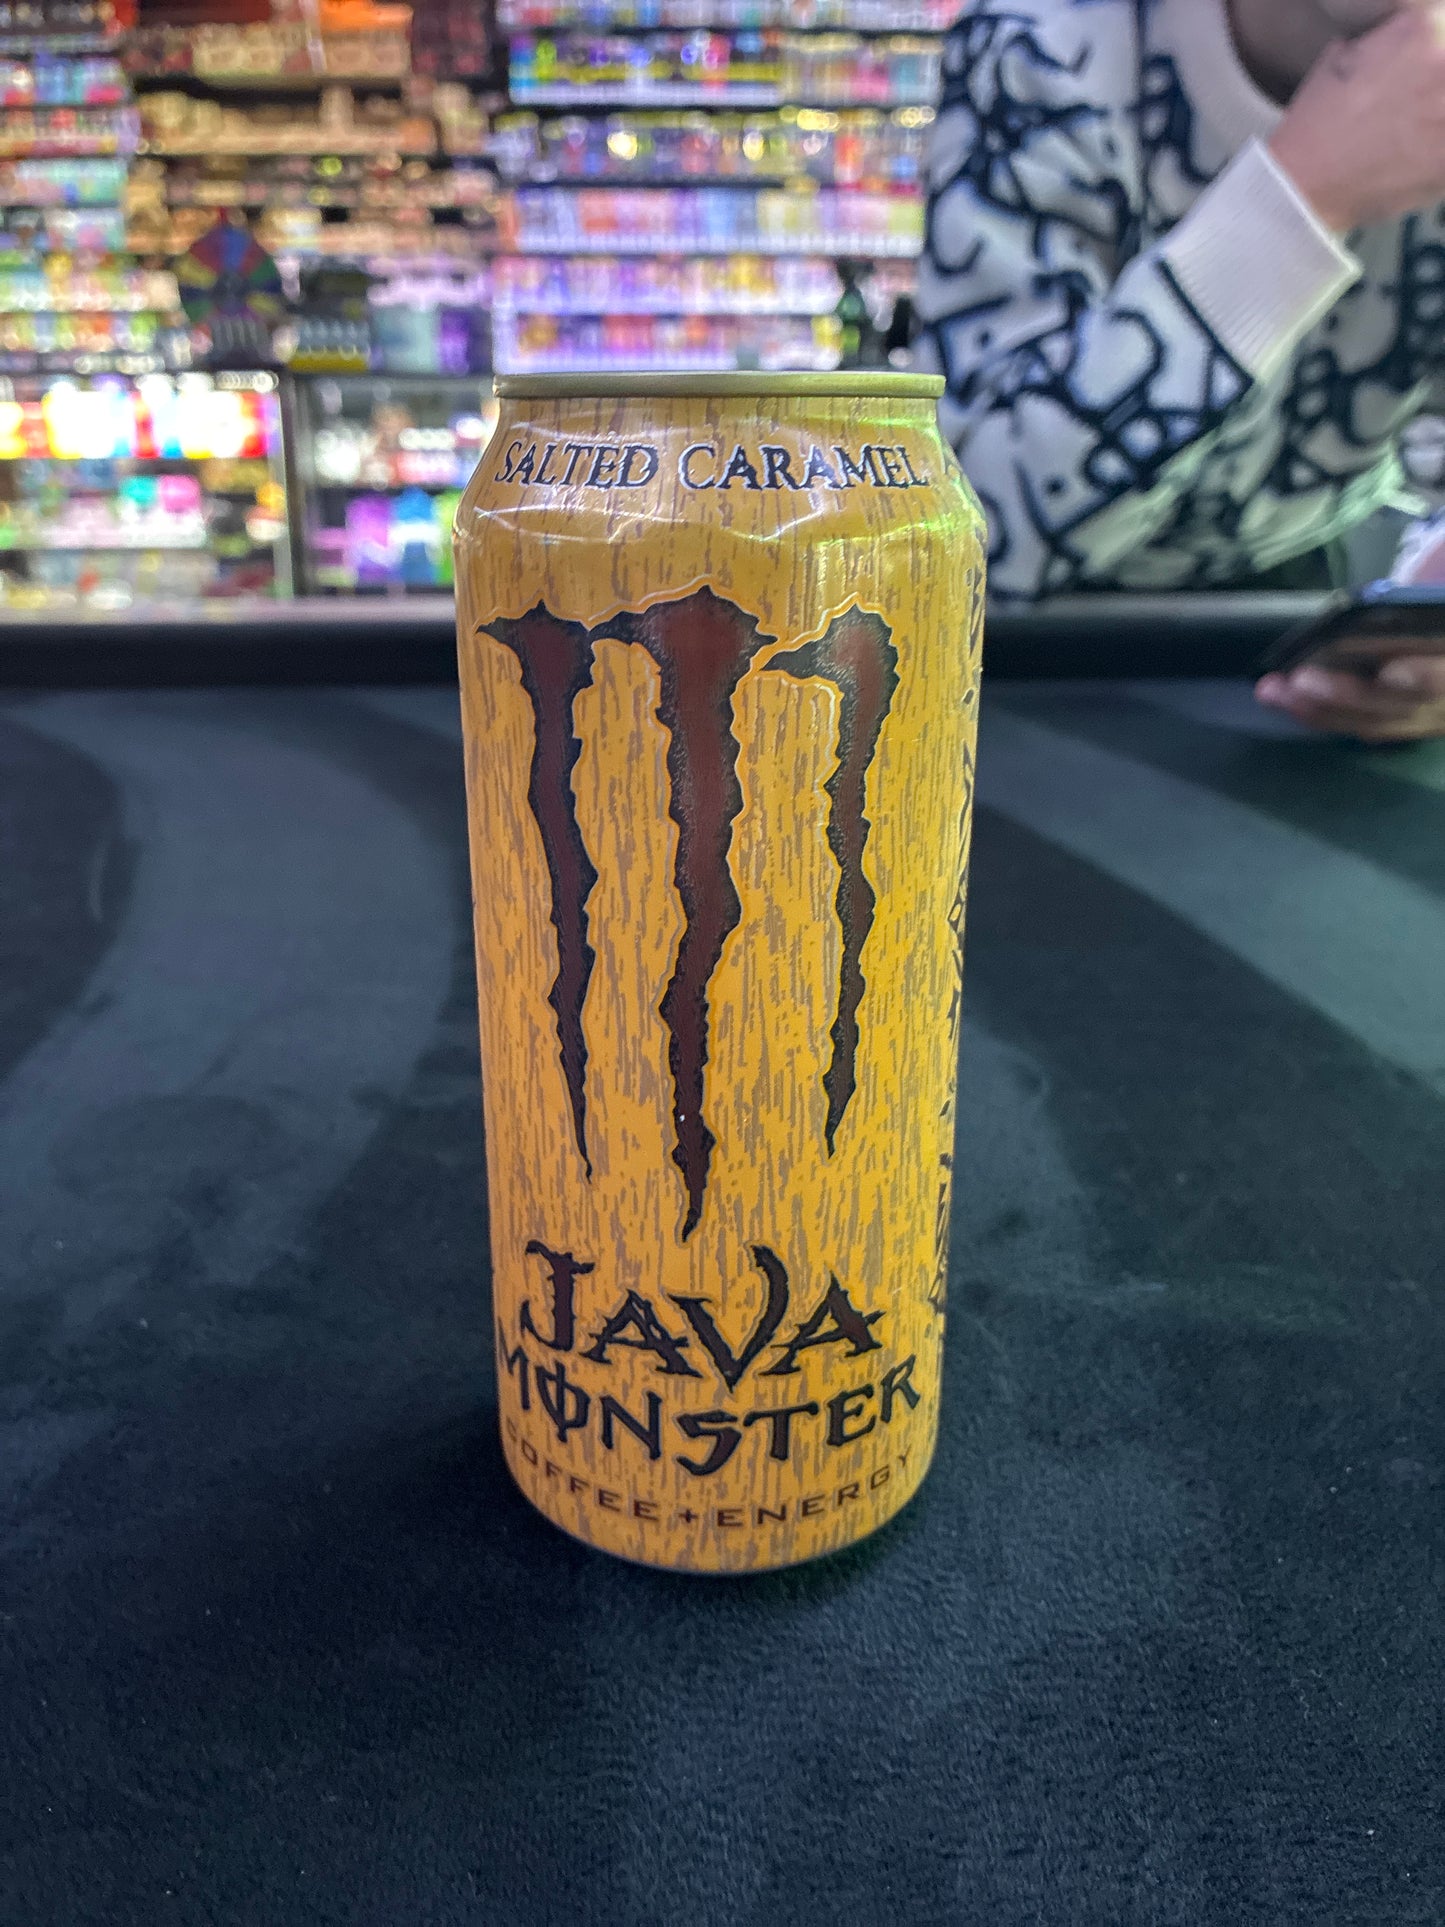 SALTED CARAMEL
JAVA
MONSTER
COFFEE + ENERGY